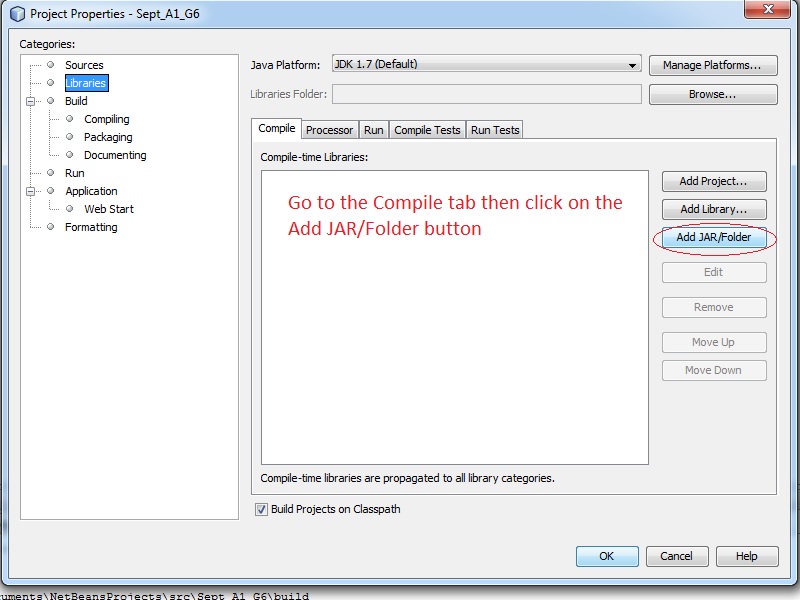 Project Properties - Sept_A1_G6
Categories:
Sources
Libraries
Build
Compiling
Packaging
Documenting
Run
Application
Web Start
Formatting
Java Platform:
JDK 1.7 (Default)
Manage Platforms...
Libraries Folder:
Browse...
Compile
Processor
Run
Compile Tests
Run Tests
Compile-time Libraries:
Go to the Compile tab then click on the
Add JAR/Folder button
Add Project...
Add Library...
Add JAR/Folder
Edit
Remove
Move Up
Move Down
Compile-time libraries are propagated to all library categories.
Build Projects on Classpath
OK
Cancel
Help
uments\NetBeansProjects\src\Sept_A1_G6\build